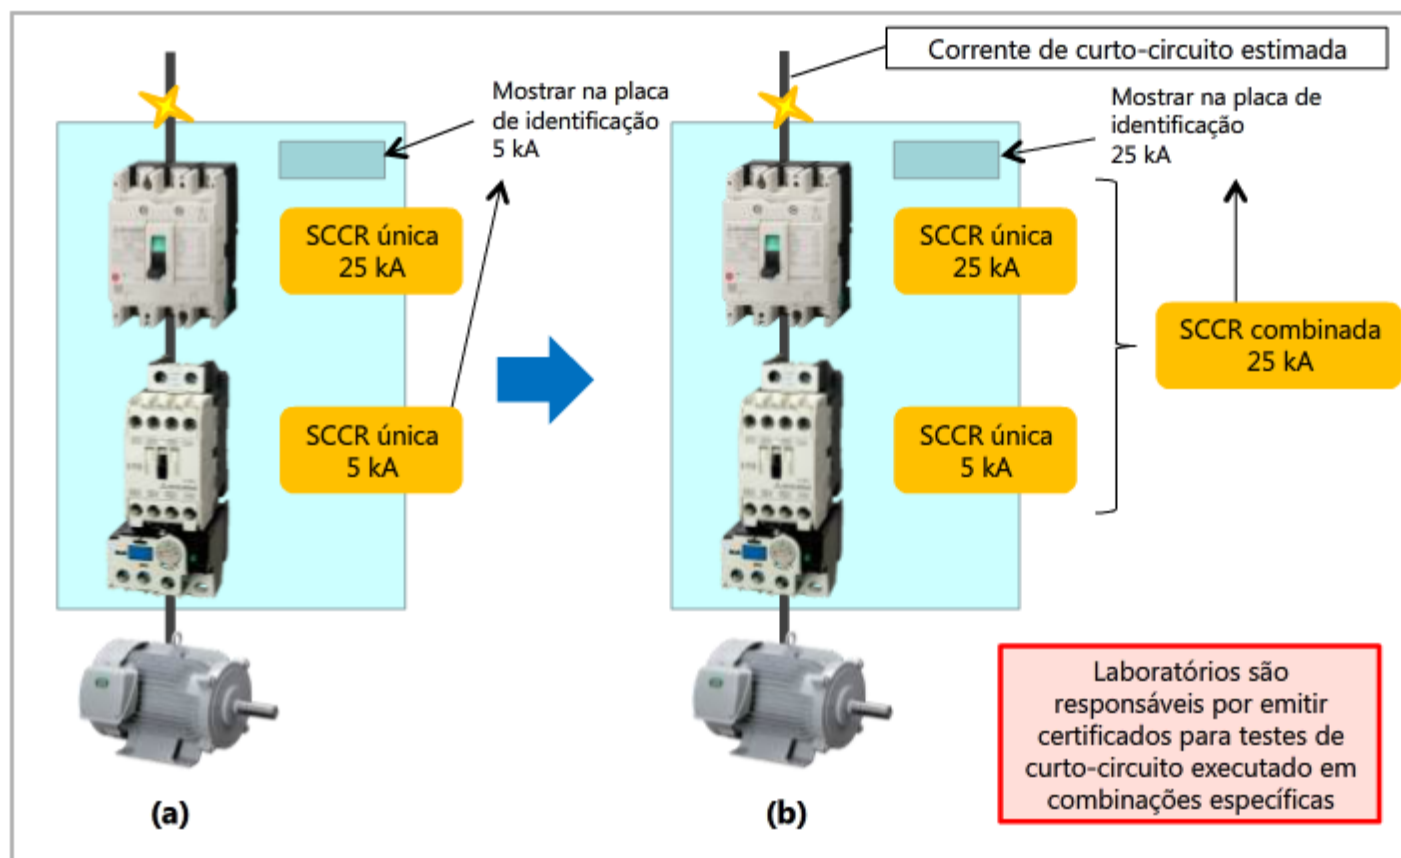 Mostrar na placa
de identificação
5 kA
SCCR única
25 kA
SCCR única
5 kA
(a)
Corrente de curto-circuito estimada
Mostrar na placa de
identificação
25 kA
SCCR única
25 kA
SCCR combinada
25 kA
SCCR única
5 kA
Laboratórios são
responsáveis por emitir
certificados para testes de
curto-circuito executado em
combinações específicas
(b)